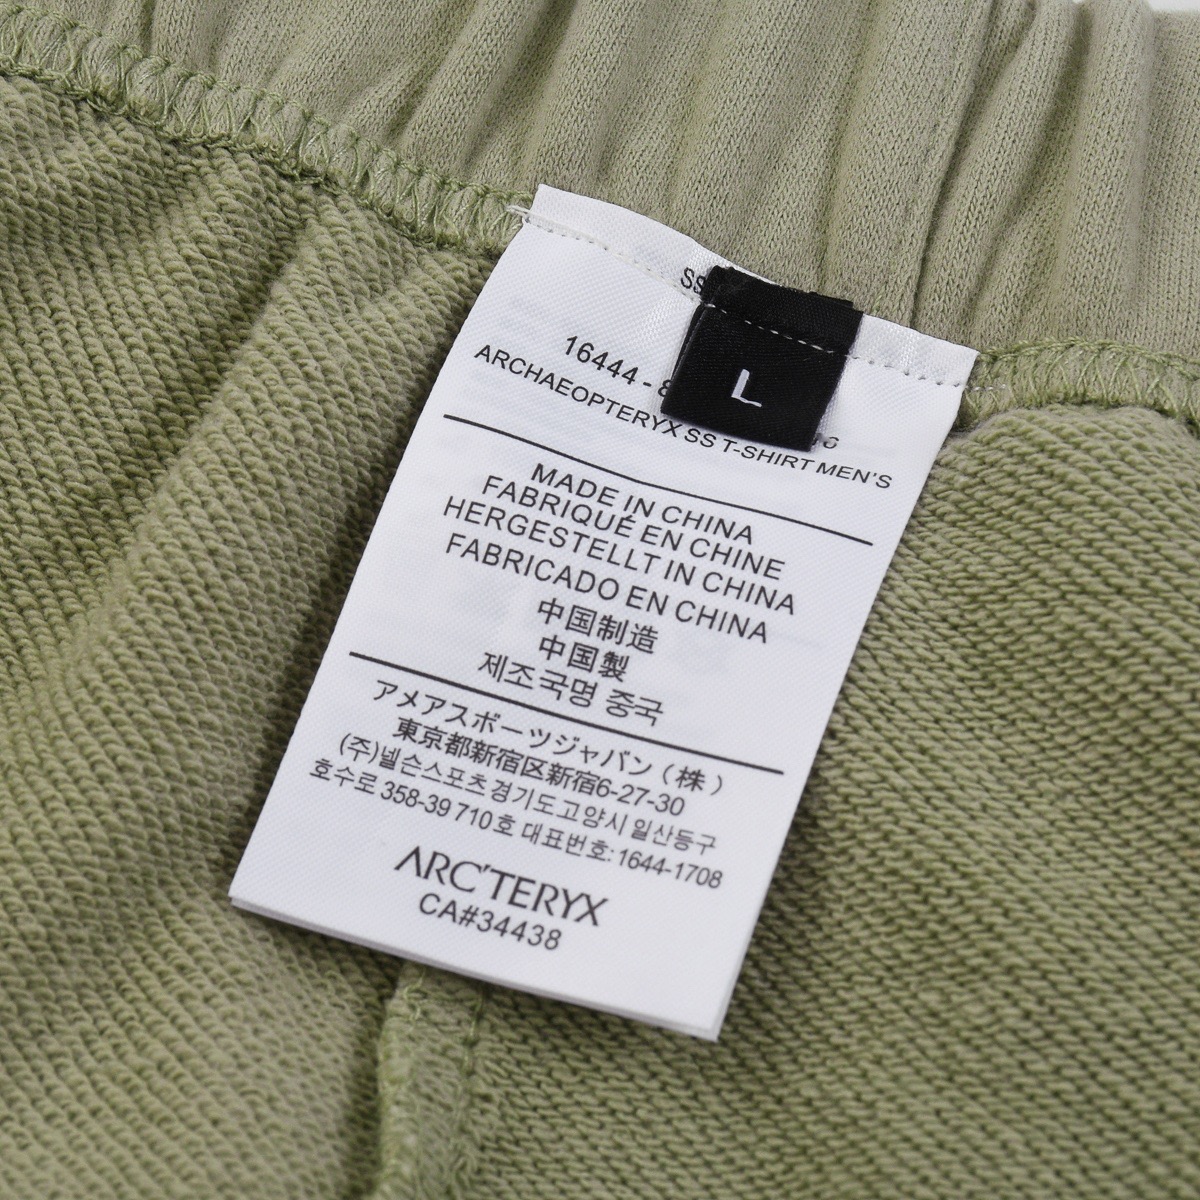 SS
L
16444 - 8
ARCHAEOPTERYX SS T-SHIRT MEN'S
MADE IN CHINA
FABRIQUÉ EN CHINE
HERGESTELLT IN CHINA
FABRICADO EN CHINA
中国制造
中国製
제조국명 중국
アメアスポーツジャパン（株）
東京都新宿区新宿6-27-30
(주)넬슨스포츠경기도고양시일산동구
호수로 358-39 710호 대표번호: 1644-1708
ARC'TERYX
CA#34438